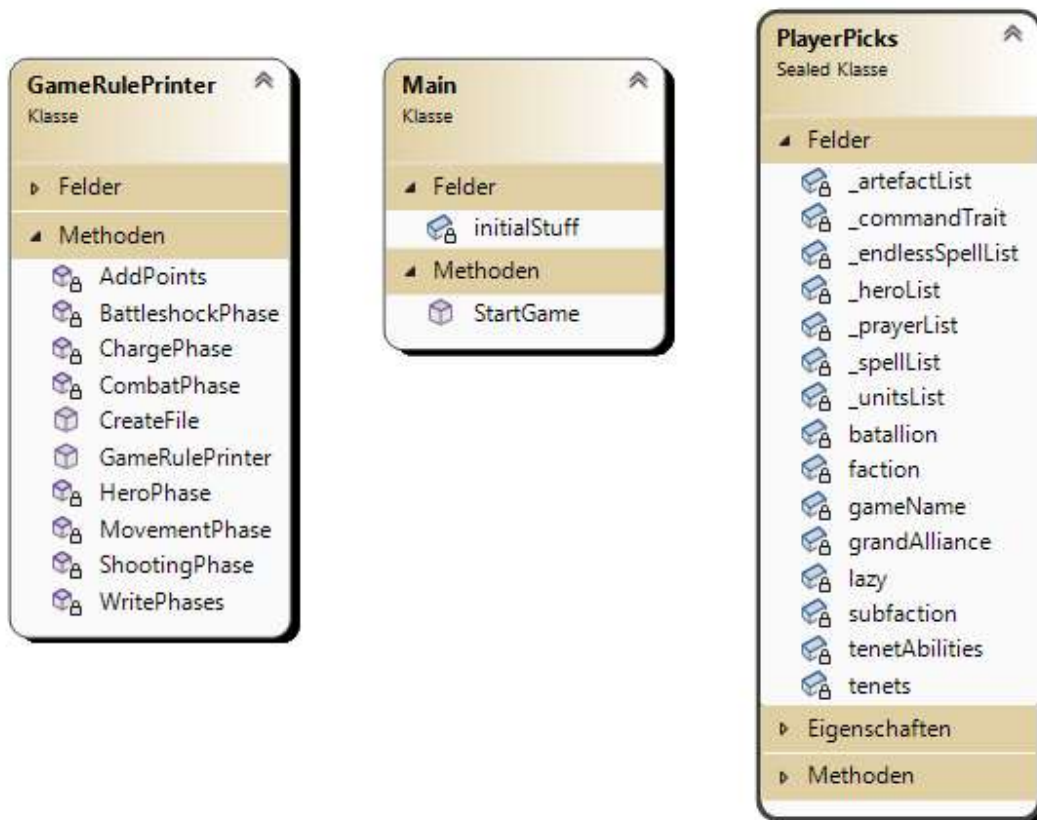 GameRulePrinter
Klasse
Felder
Methoden
AddPoints
BattleshockPhase
ChargePhase
CombatPhase
CreateFile
GameRulePrinter
HeroPhase
MovementPhase
ShootingPhase
WritePhases
Main
Klasse
Felder
initialStuff
Methoden
StartGame
PlayerPicks
Sealed Klasse
Felder
_artefactList
_commandTrait
_endlessSpellList
_heroList
_prayerList
_spellList
_unitsList
batallion
faction
gameName
grandAlliance
lazy
subfaction
tenetAbilities
tenets
Eigenschaften
Methoden